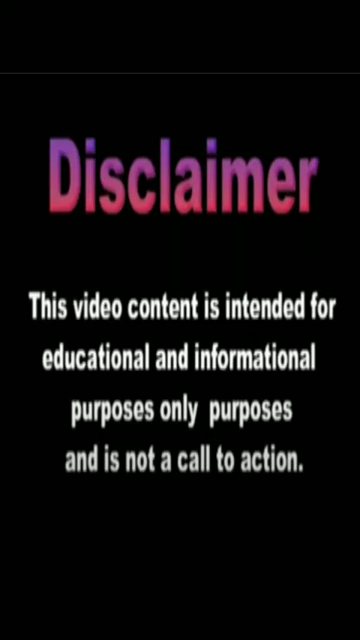 Disclaimer
This video content is intended for
educational and informational
purposes only purposes
and is not a call to action.